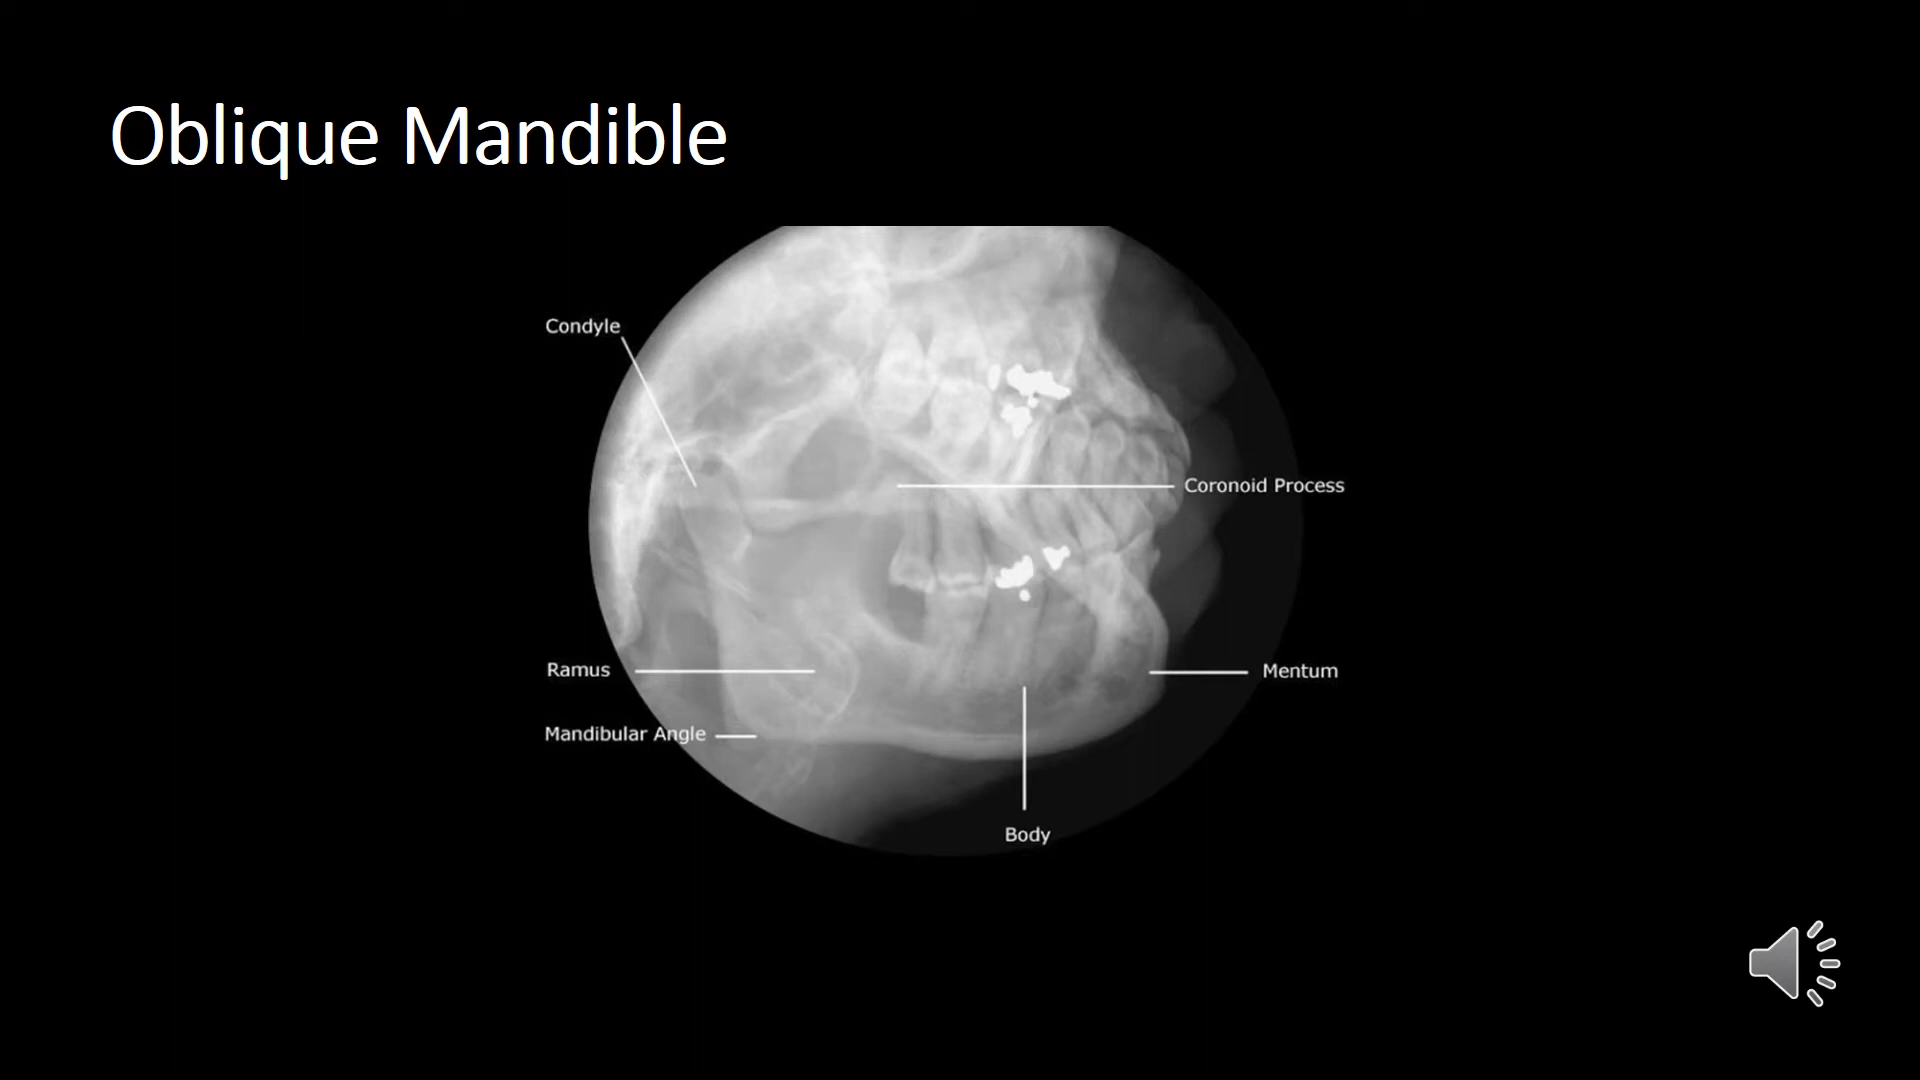 Oblique Mandible
Condyle
Coronoid Process
Ramus
Mentum
Mandibular Angle
Body